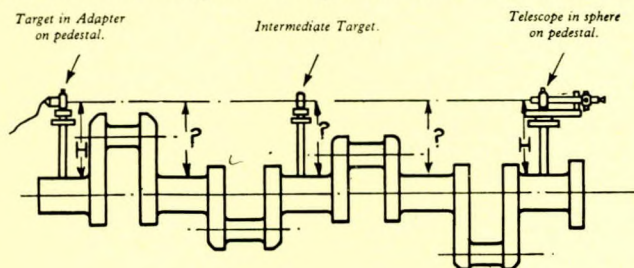 Target in Adapter
on pedestal.
Intermediate Target.
Telescope in sphere
on pedestal.
H
?
?
?
H